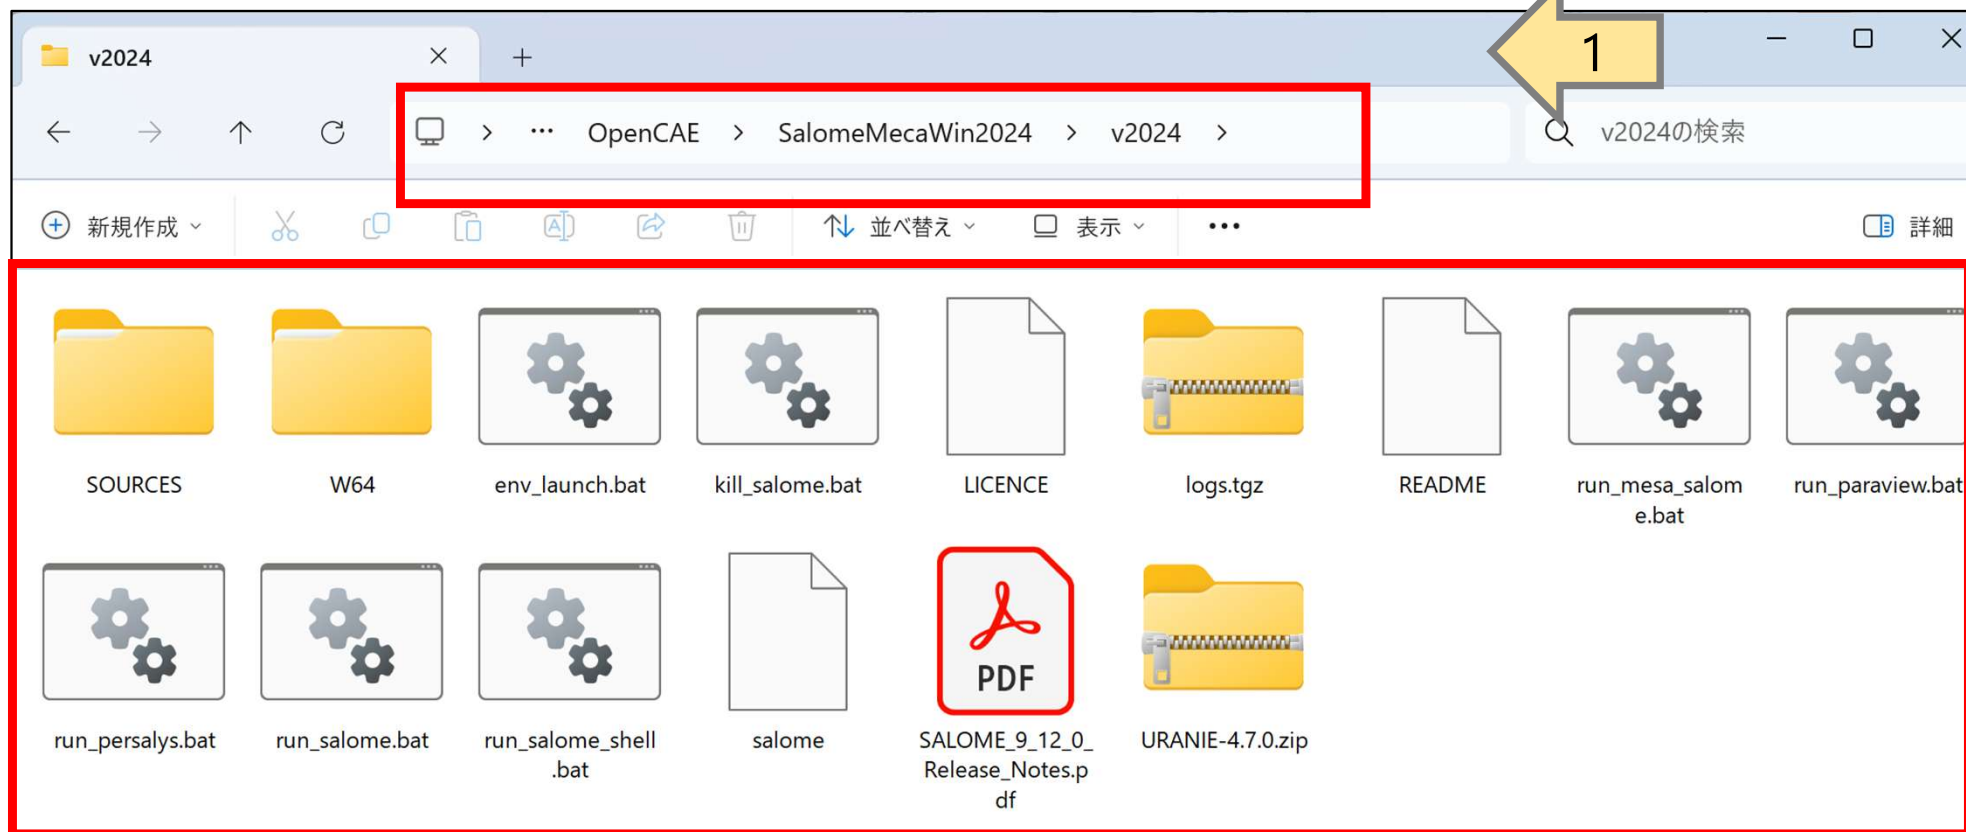 v2024
1
OpenCAE > SalomeMecaWin2024 > v2024 >
v2024の検索
新規作成
並べ替え
表示
詳細
SOURCES
W64
env_launch.bat
kill_salome.bat
LICENCE
logs.tgz
README
run_mesa_salom
e.bat
run_paraview.bat
run_persalys.bat
run_salome.bat
run_salome_shell
.bat
salome
PDF
SALOME_9_12_0_
Release_Notes.p
df
URANIE-4.7.0.zip